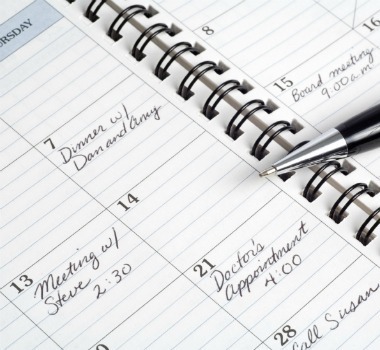 RSDAY
8
15
Board meeting
9:00 a.m
16
7
Dinner w/
Dan and Amy
14
13
Meeting w/
Steve 2:30
21
Doctor's
Appointment
4:00
28
Call Susan